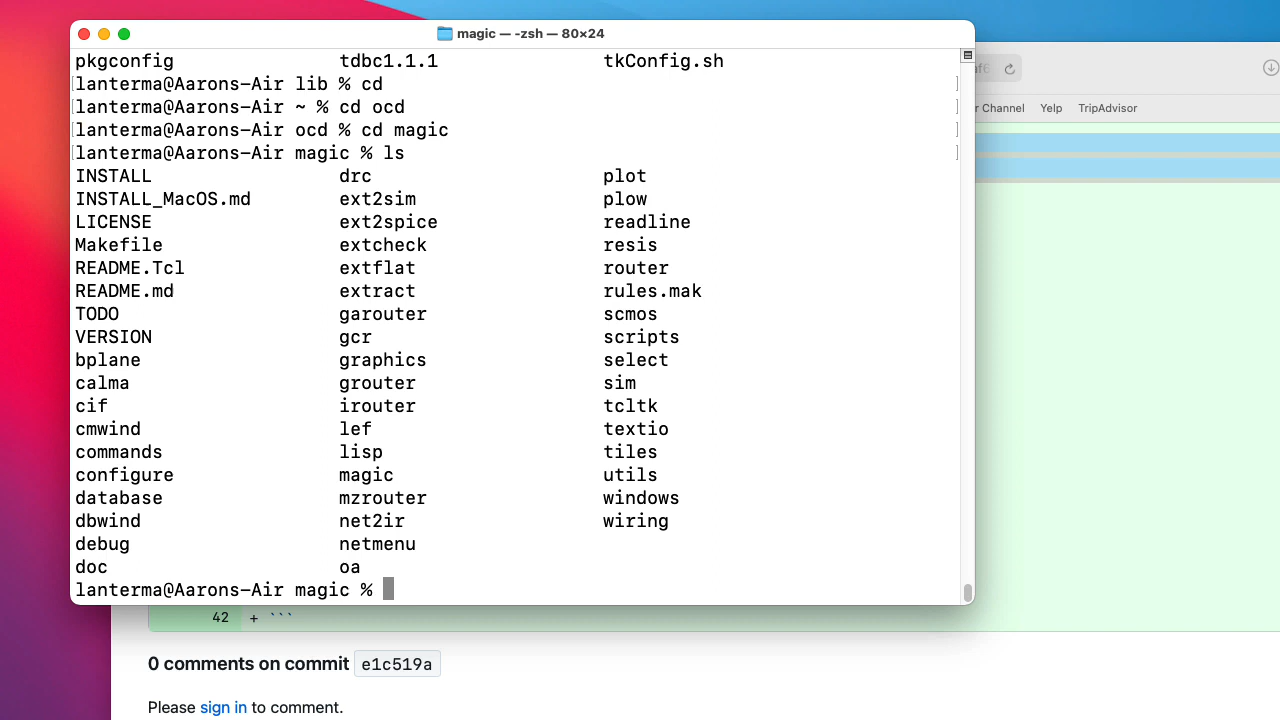 magic — -zsh — 80×24
pkgconfig tdbc1.1.1 tkConfig.sh
[lanterma@Aarons-Air lib % cd ]
[lanterma@Aarons-Air ~ % cd ocd ]
[lanterma@Aarons-Air ocd % cd magic ]
[lanterma@Aarons-Air magic % ls ]
INSTALL drc plot
INSTALL_MacOS.md ext2sim plow
LICENSE ext2spice readline
Makefile extcheck resis
README.Tcl extflat router
README.md extract rules.mak
TODO garouter scmos
VERSION gcr scripts
bplane graphics select
calma grouter sim
cif irouter tcltk
cmwind lef textio
commands lisp tiles
configure magic utils
database mzrouter windows
dbwind net2ir wiring
debug netmenu
doc oa
lanterma@Aarons-Air magic %
af6
r Channel Yelp TripAdvisor
42 + ```
0 comments on commit e1c519a
Please sign in to comment.